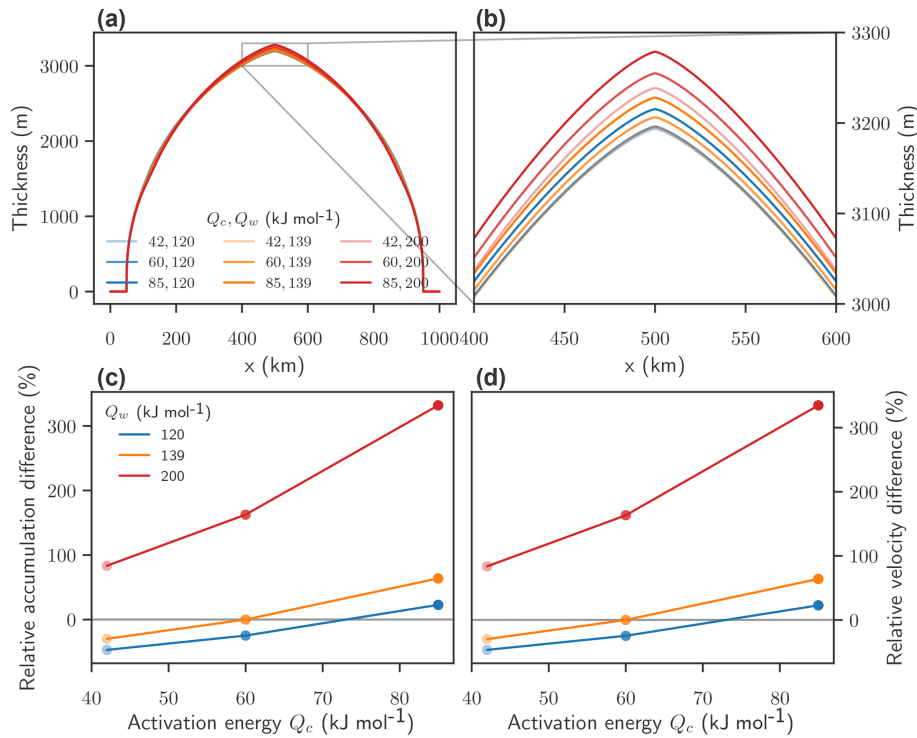 (a)
(b)
3300
3000
3200
2000
3100
1000
0
3000
Thickness (m)
Thickness (m)
Q_c, Q_w (kJ mol⁻¹)
42, 120 42, 139 42, 200
60, 120 60, 139 60, 200
85, 120 85, 139 85, 200
0 200 400 600 800 1000
400 450 500 550 600
x (km)
x (km)
(c)
(d)
Relative accumulation difference (%)
Q_w (kJ mol⁻¹)
120
139
200
300
200
100
0
300
200
100
0
Relative velocity difference (%)
40 50 60 70 80
40 50 60 70 80
Activation energy Q_c (kJ mol⁻¹)
Activation energy Q_c (kJ mol⁻¹)